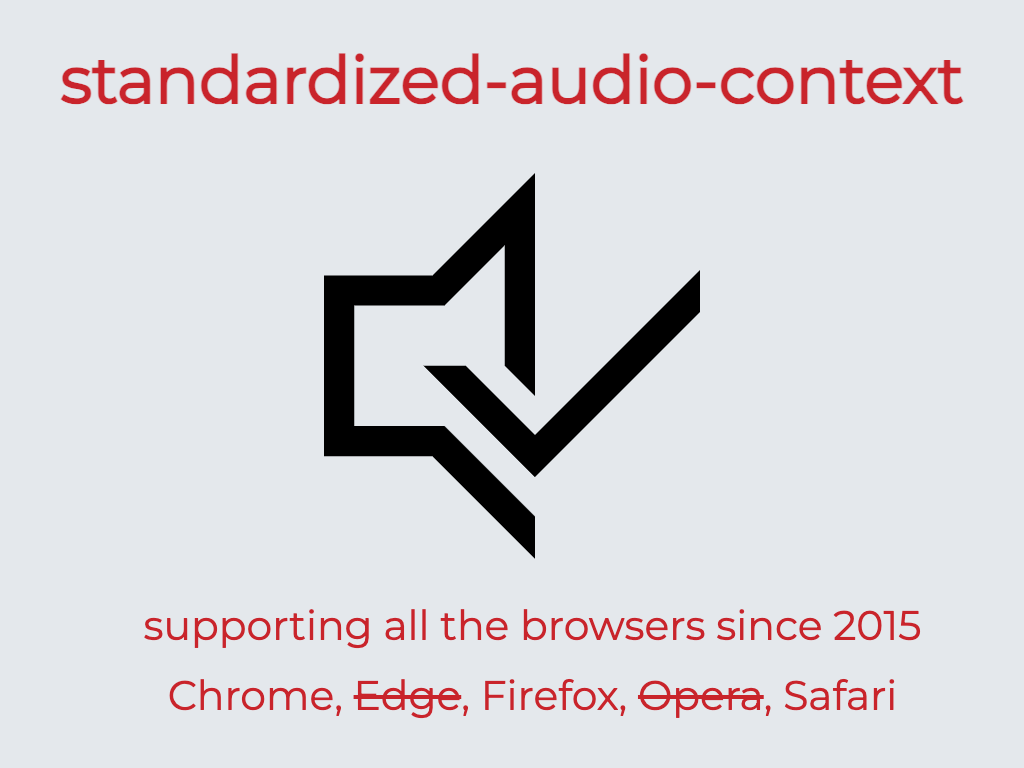 standardized-audio-context
supporting all the browsers since 2015
Chrome, Edge, Firefox, Opera, Safari